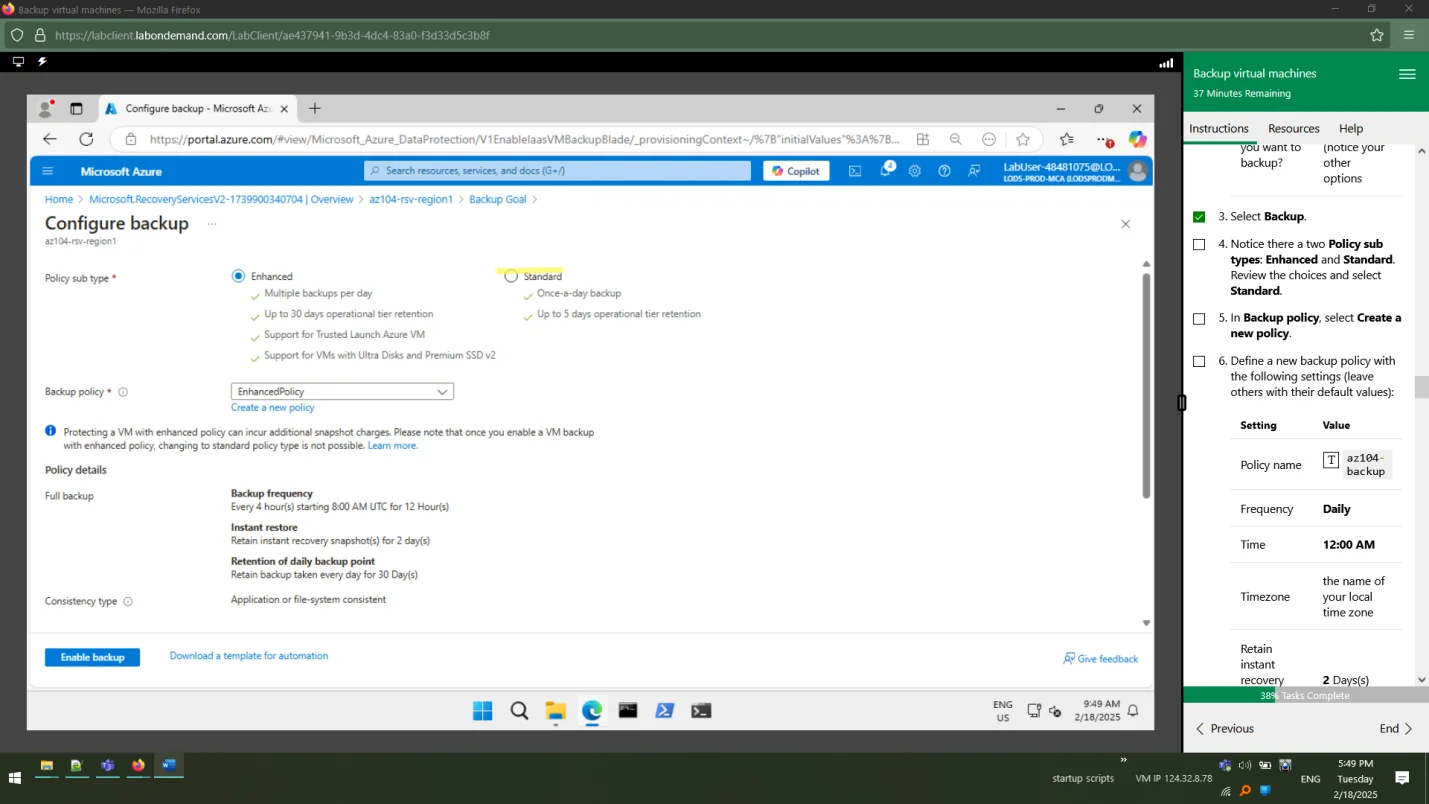 Backup virtual machines — Mozilla Firefox
https://labclient.labondemand.com/LabClient/ae437941-9b3d-4dc4-83a0-f3d33d5c3b8f
Configure backup - Microsoft Azu
https://portal.azure.com/#view/Microsoft_Azure_DataProtection/V1EnableIaasVMBackupBlade/_provisioningContext~/%7B"initialValues"%3A%7B...
Microsoft Azure
Search resources, services, and docs (G+/)
Copilot
4
LabUser-48481075@LO...
LODS-PROD-MCA (LODSPRODM...
Home > Microsoft.RecoveryServicesV2-1739900340704 | Overview > az104-rsv-region1 > Backup Goal >
Configure backup ...
az104-rsv-region1
Policy sub type *
Enhanced
Multiple backups per day
Up to 30 days operational tier retention
Support for Trusted Launch Azure VM
Support for VMs with Ultra Disks and Premium SSD v2
Standard
Once-a-day backup
Up to 5 days operational tier retention
Backup policy *
EnhancedPolicy
Create a new policy
Protecting a VM with enhanced policy can incur additional snapshot charges. Please note that once you enable a VM backup
with enhanced policy, changing to standard policy type is not possible. Learn more.
Policy details
Full backup
Backup frequency
Every 4 hour(s) starting 8:00 AM UTC for 12 Hour(s)
Instant restore
Retain instant recovery snapshot(s) for 2 day(s)
Retention of daily backup point
Retain backup taken every day for 30 Day(s)
Consistency type
Application or file-system consistent
Enable backup
Download a template for automation
Give feedback
ENG
US
9:49 AM
2/18/2025
Backup virtual machines
37 Minutes Remaining
Instructions Resources Help
you want to
backup?
(notice your
other
options
3. Select Backup.
4. Notice there a two Policy sub
types: Enhanced and Standard.
Review the choices and select
Standard.
5. In Backup policy, select Create a
new policy.
6. Define a new backup policy with
the following settings (leave
others with their default values):
Setting Value
Policy name
T
az104-
backup
Frequency Daily
Time 12:00 AM
Timezone
the name of
your local
time zone
Retain
instant
recovery
2 Days(s)
38% Tasks Complete
Previous
End
startup scripts
VM IP 124.32.8.78
ENG
5:49 PM
Tuesday
2/18/2025